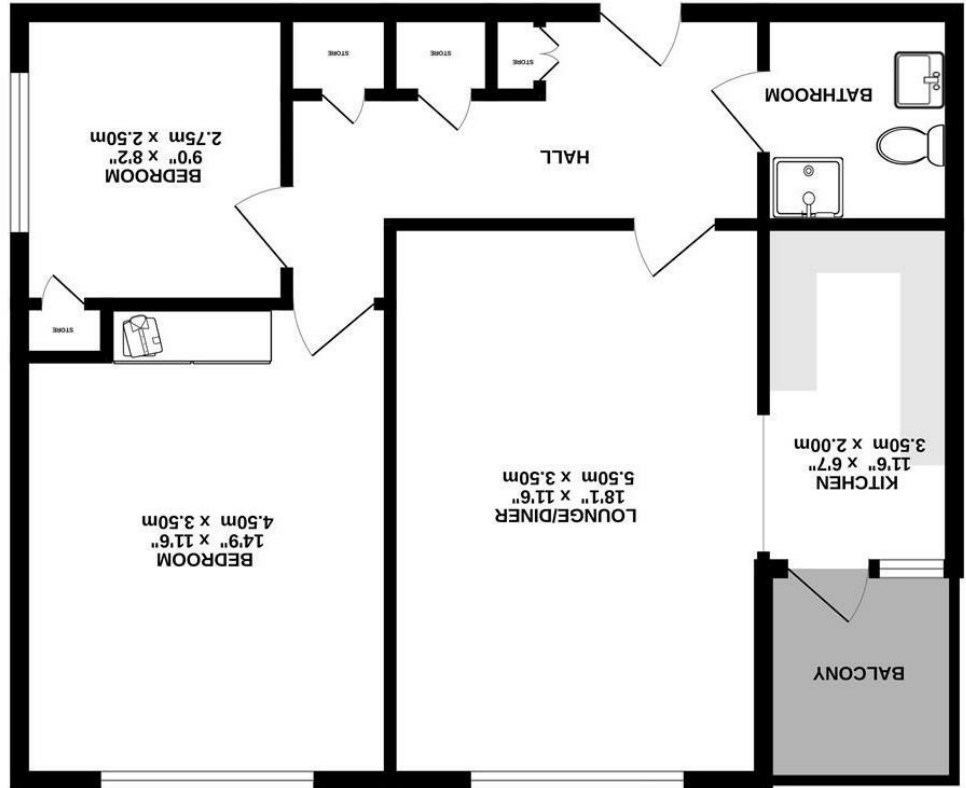 BALCONY
KITCHEN
11'6" x 6'7"
3.50m x 2.00m
LOUNGE/DINER
18'1" x 11'6"
5.50m x 3.50m
BEDROOM
14'9" x 11'6"
4.50m x 3.50m
STORE
BATHROOM
HALL
BEDROOM
9'0" x 8'2"
2.75m x 2.50m
STORE
STORE
STORE